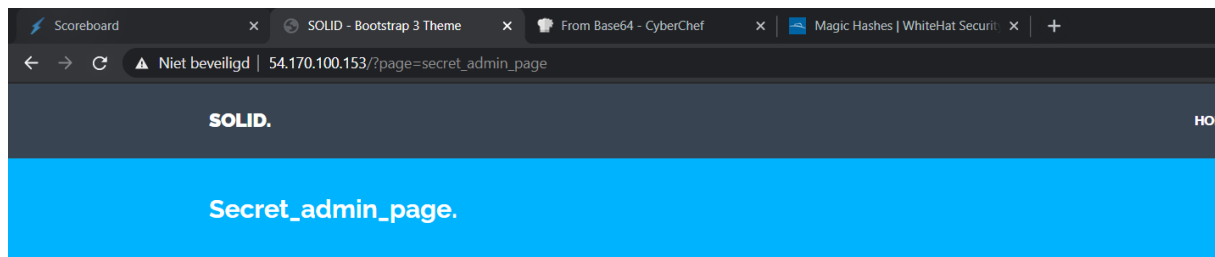 Scoreboard SOLID - Bootstrap 3 Theme From Base64 - CyberChef Magic Hashes | WhiteHat Securit
Niet beveiligd | 54.170.100.153/?page=secret_admin_page
SOLID. HO
Secret_admin_page.